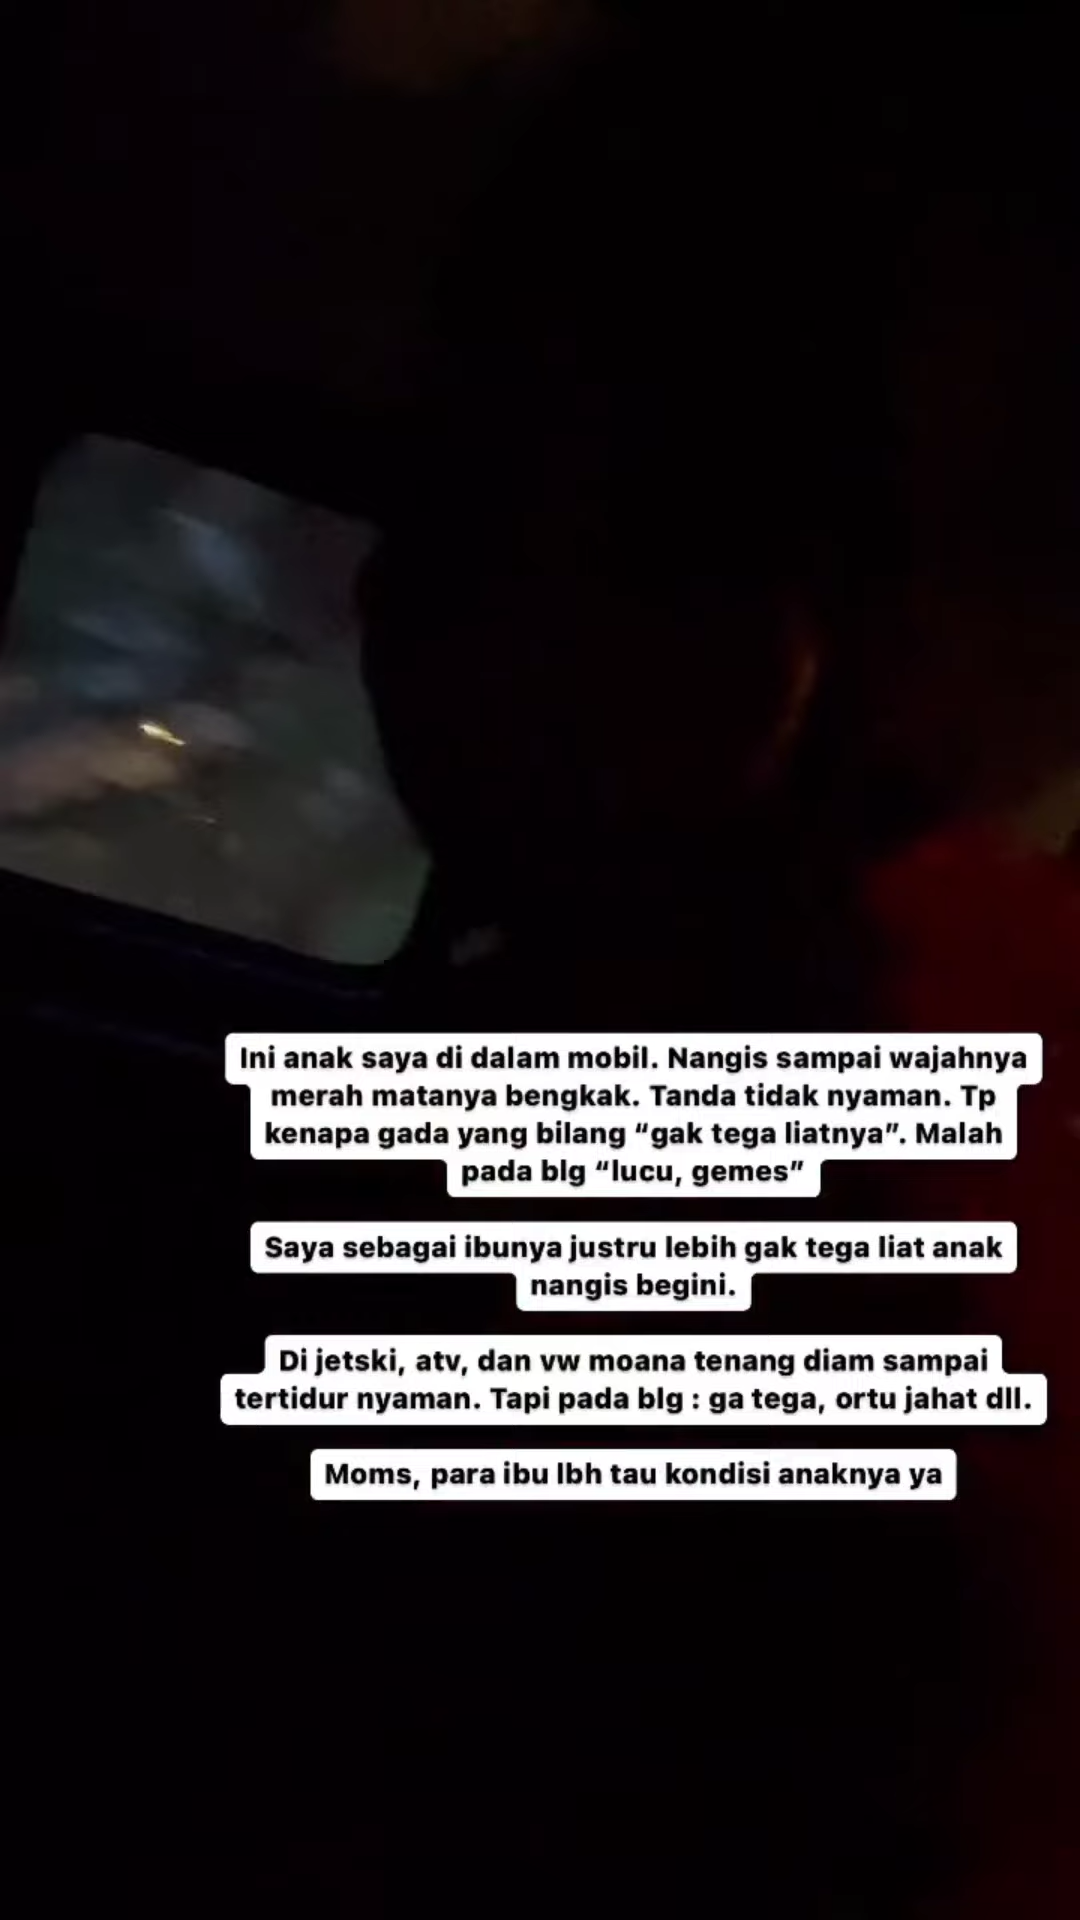 Ini anak saya di dalam mobil. Nangis sampai wajahnya
merah matanya bengkak. Tanda tidak nyaman. Tp
kenapa gada yang bilang “gak tega liatnya”. Malah
pada blg “lucu, gemes”
Saya sebagai ibunya justru lebih gak tega liat anak
nangis begini.
Di jetski, atv, dan vw moana tenang diam sampai
tertidur nyaman. Tapi pada blg : ga tega, ortu jahat dll.
Moms, para ibu lbh tau kondisi anaknya ya